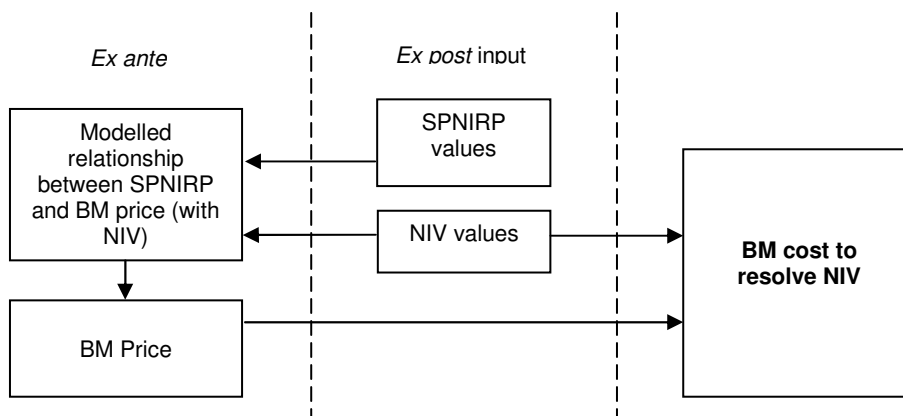 Ex ante
Ex post input
SPNIRP
values
Modelled
relationship
between SPNIRP
and BM price (with
NIV)
NIV values
BM cost to
resolve NIV
BM Price